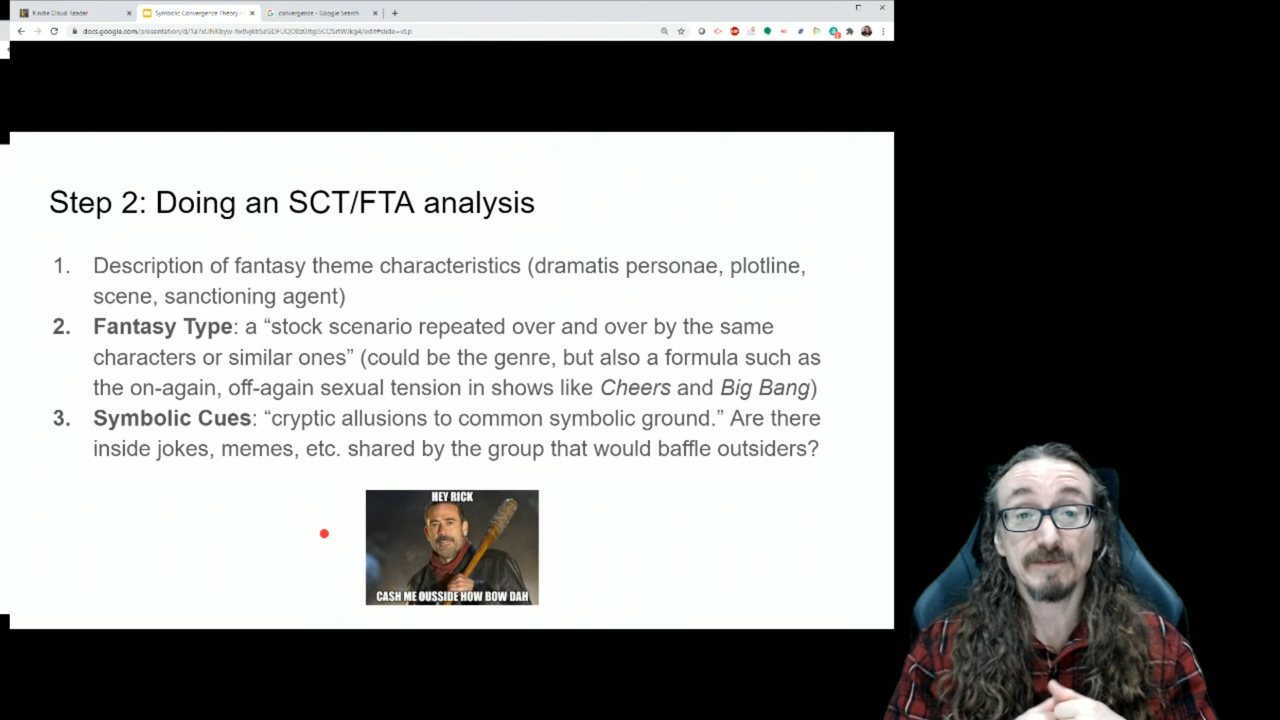 Kindle Cloud Reader
Symbolic Convergence Theory -
convergence - Google Search
Step 2: Doing an SCT/FTA analysis
1. Description of fantasy theme characteristics (dramatis personae, plotline,
scene, sanctioning agent)
2. Fantasy Type: a “stock scenario repeated over and over by the same
characters or similar ones” (could be the genre, but also a formula such as
the on-again, off-again sexual tension in shows like Cheers and Big Bang)
3. Symbolic Cues: “cryptic allusions to common symbolic ground.” Are there
inside jokes, memes, etc. shared by the group that would baffle outsiders?
HEY RICK
CASH ME OUSSIDE HOW BOW DAH